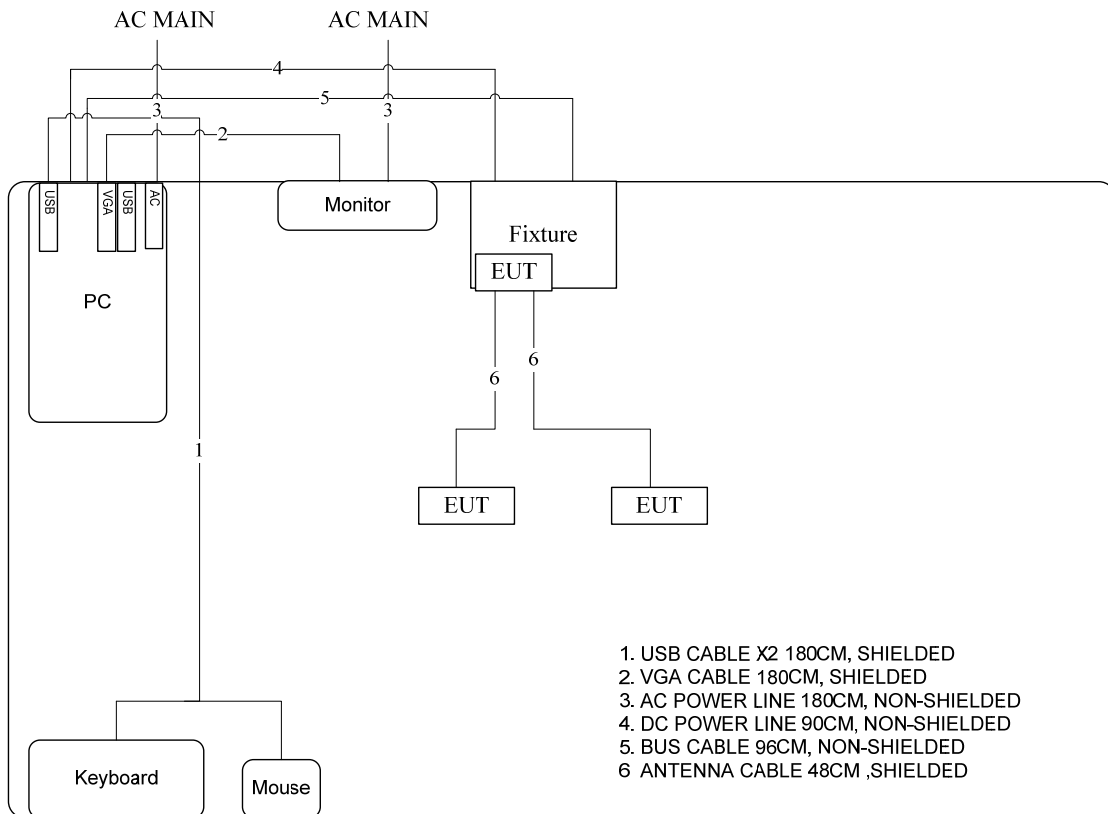 AC MAIN
AC MAIN
4
5
3
3
2
USB
VGA
USB
AC
Monitor
Fixture
EUT
PC
6
6
1
EUT
EUT
1. USB CABLE X2 180CM, SHIELDED
2. VGA CABLE 180CM, SHIELDED
3. AC POWER LINE 180CM, NON-SHIELDED
4. DC POWER LINE 90CM, NON-SHIELDED
5. BUS CABLE 96CM, NON-SHIELDED
6 ANTENNA CABLE 48CM ,SHIELDED
Keyboard
Mouse